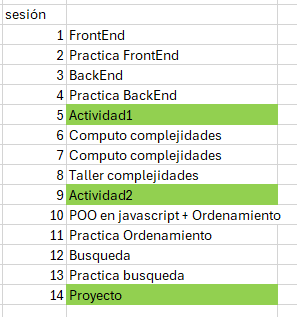 sesión
1 FrontEnd
2 Practica FrontEnd
3 BackEnd
4 Practica BackEnd
5 Actividad1
6 Computo complejidades
7 Computo complejidades
8 Taller complejidades
9 Actividad2
10 POO en javascript + Ordenamiento
11 Practica Ordenamiento
12 Busqueda
13 Practica busqueda
14 Proyecto